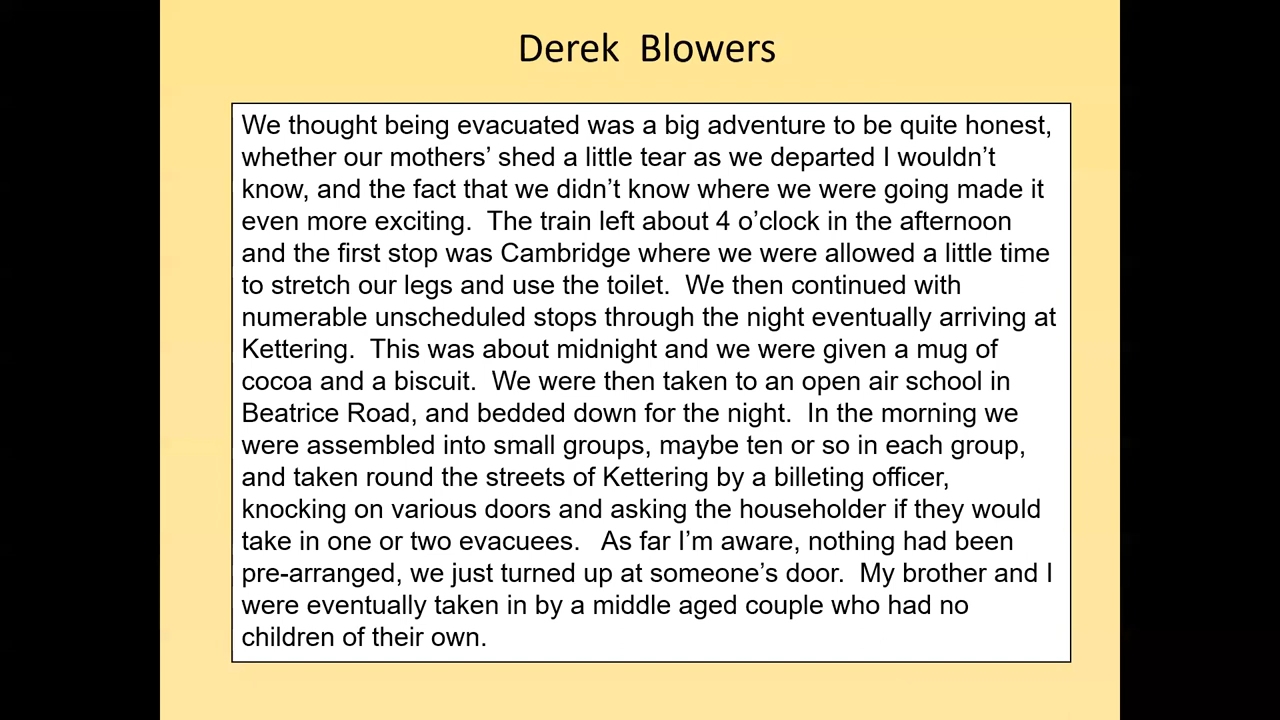 Derek  Blowers
We thought being evacuated was a big adventure to be quite honest,
whether our mothers’ shed a little tear as we departed I wouldn’t
know, and the fact that we didn’t know where we were going made it
even more exciting.  The train left about 4 o’clock in the afternoon
and the first stop was Cambridge where we were allowed a little time
to stretch our legs and use the toilet.  We then continued with
numerable unscheduled stops through the night eventually arriving at
Kettering.  This was about midnight and we were given a mug of
cocoa and a biscuit.  We were then taken to an open air school in
Beatrice Road, and bedded down for the night.  In the morning we
were assembled into small groups, maybe ten or so in each group,
and taken round the streets of Kettering by a billeting officer,
knocking on various doors and asking the householder if they would
take in one or two evacuees.   As far I’m aware, nothing had been
pre-arranged, we just turned up at someone’s door.  My brother and I
were eventually taken in by a middle aged couple who had no
children of their own.